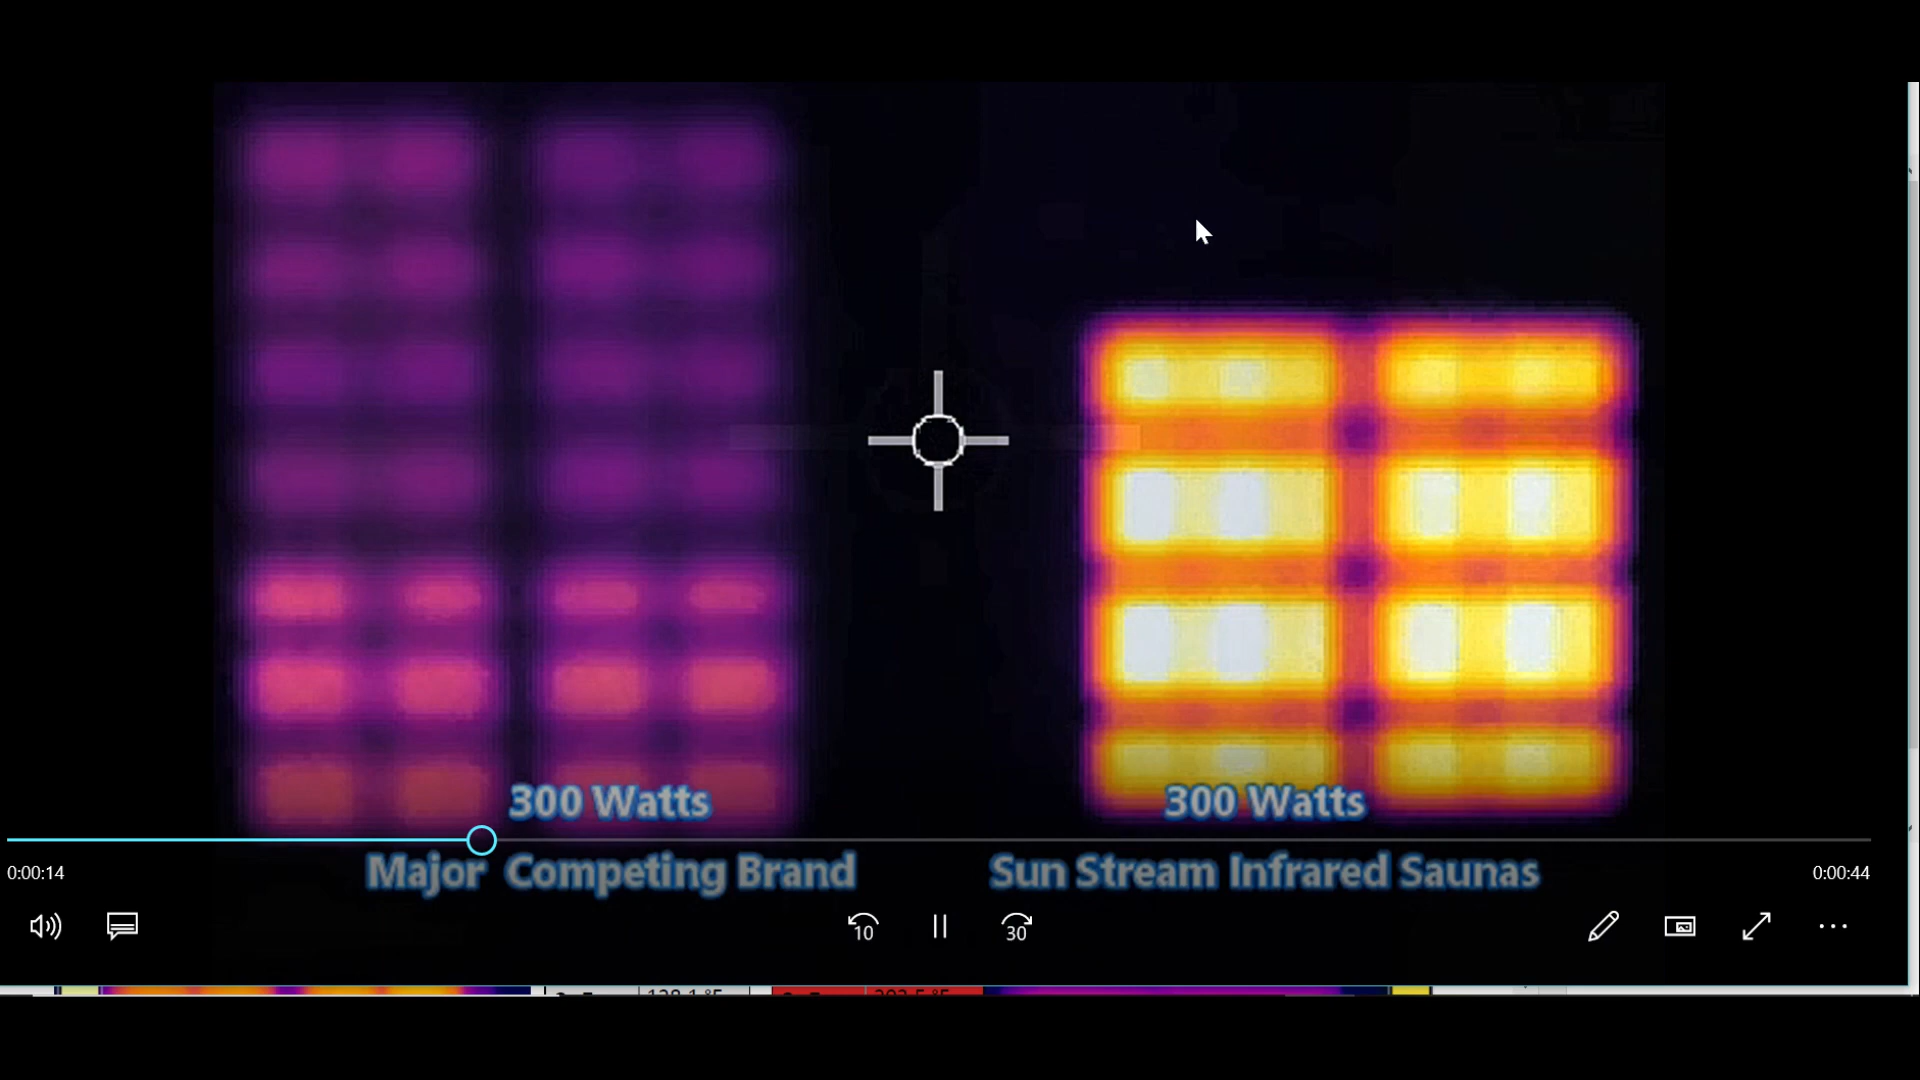 300 Watts
300 Watts
Major Competing Brand
Sun Stream Infrared Saunas
0:00:14
0:00:44
10
30